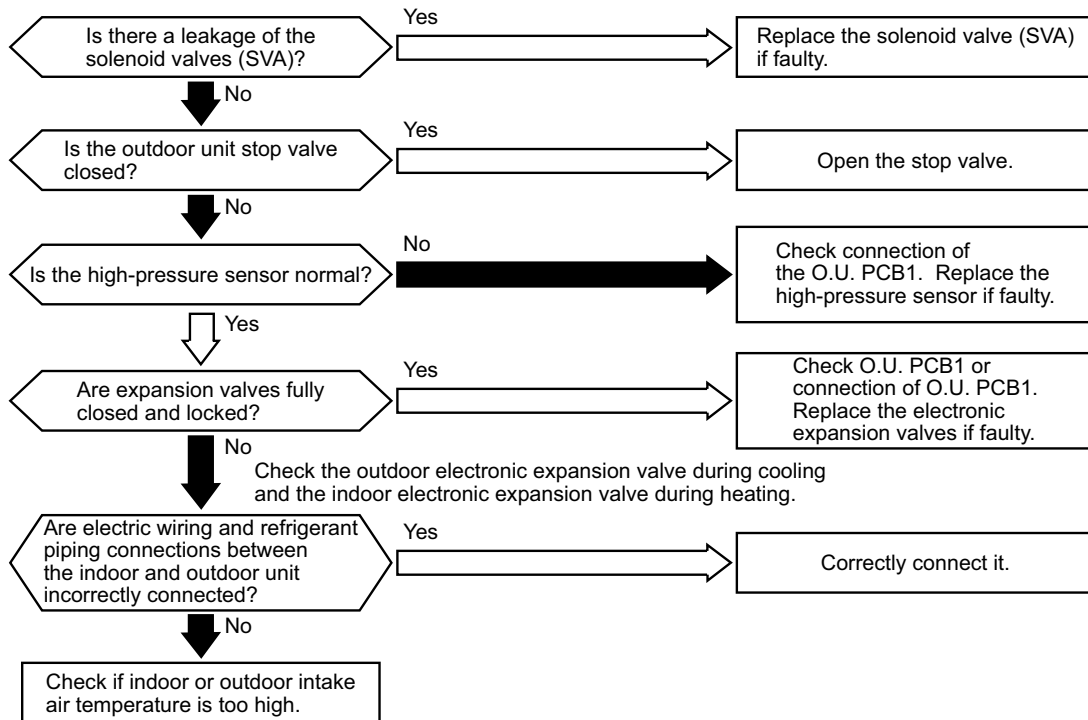 Is there a leakage of the
solenoid valves (SVA)?
Yes
Replace the solenoid valve (SVA)
if faulty.
No
Is the outdoor unit stop valve
closed?
Yes
Open the stop valve.
No
Is the high-pressure sensor normal?
No
Check connection of
the O.U. PCB1. Replace the
high-pressure sensor if faulty.
Yes
Are expansion valves fully
closed and locked?
Yes
Check O.U. PCB1 or
connection of O.U. PCB1.
Replace the electronic
expansion valves if faulty.
No
Check the outdoor electronic expansion valve during cooling
and the indoor electronic expansion valve during heating.
Are electric wiring and refrigerant
piping connections between
the indoor and outdoor unit
incorrectly connected?
Yes
Correctly connect it.
No
Check if indoor or outdoor intake
air temperature is too high.